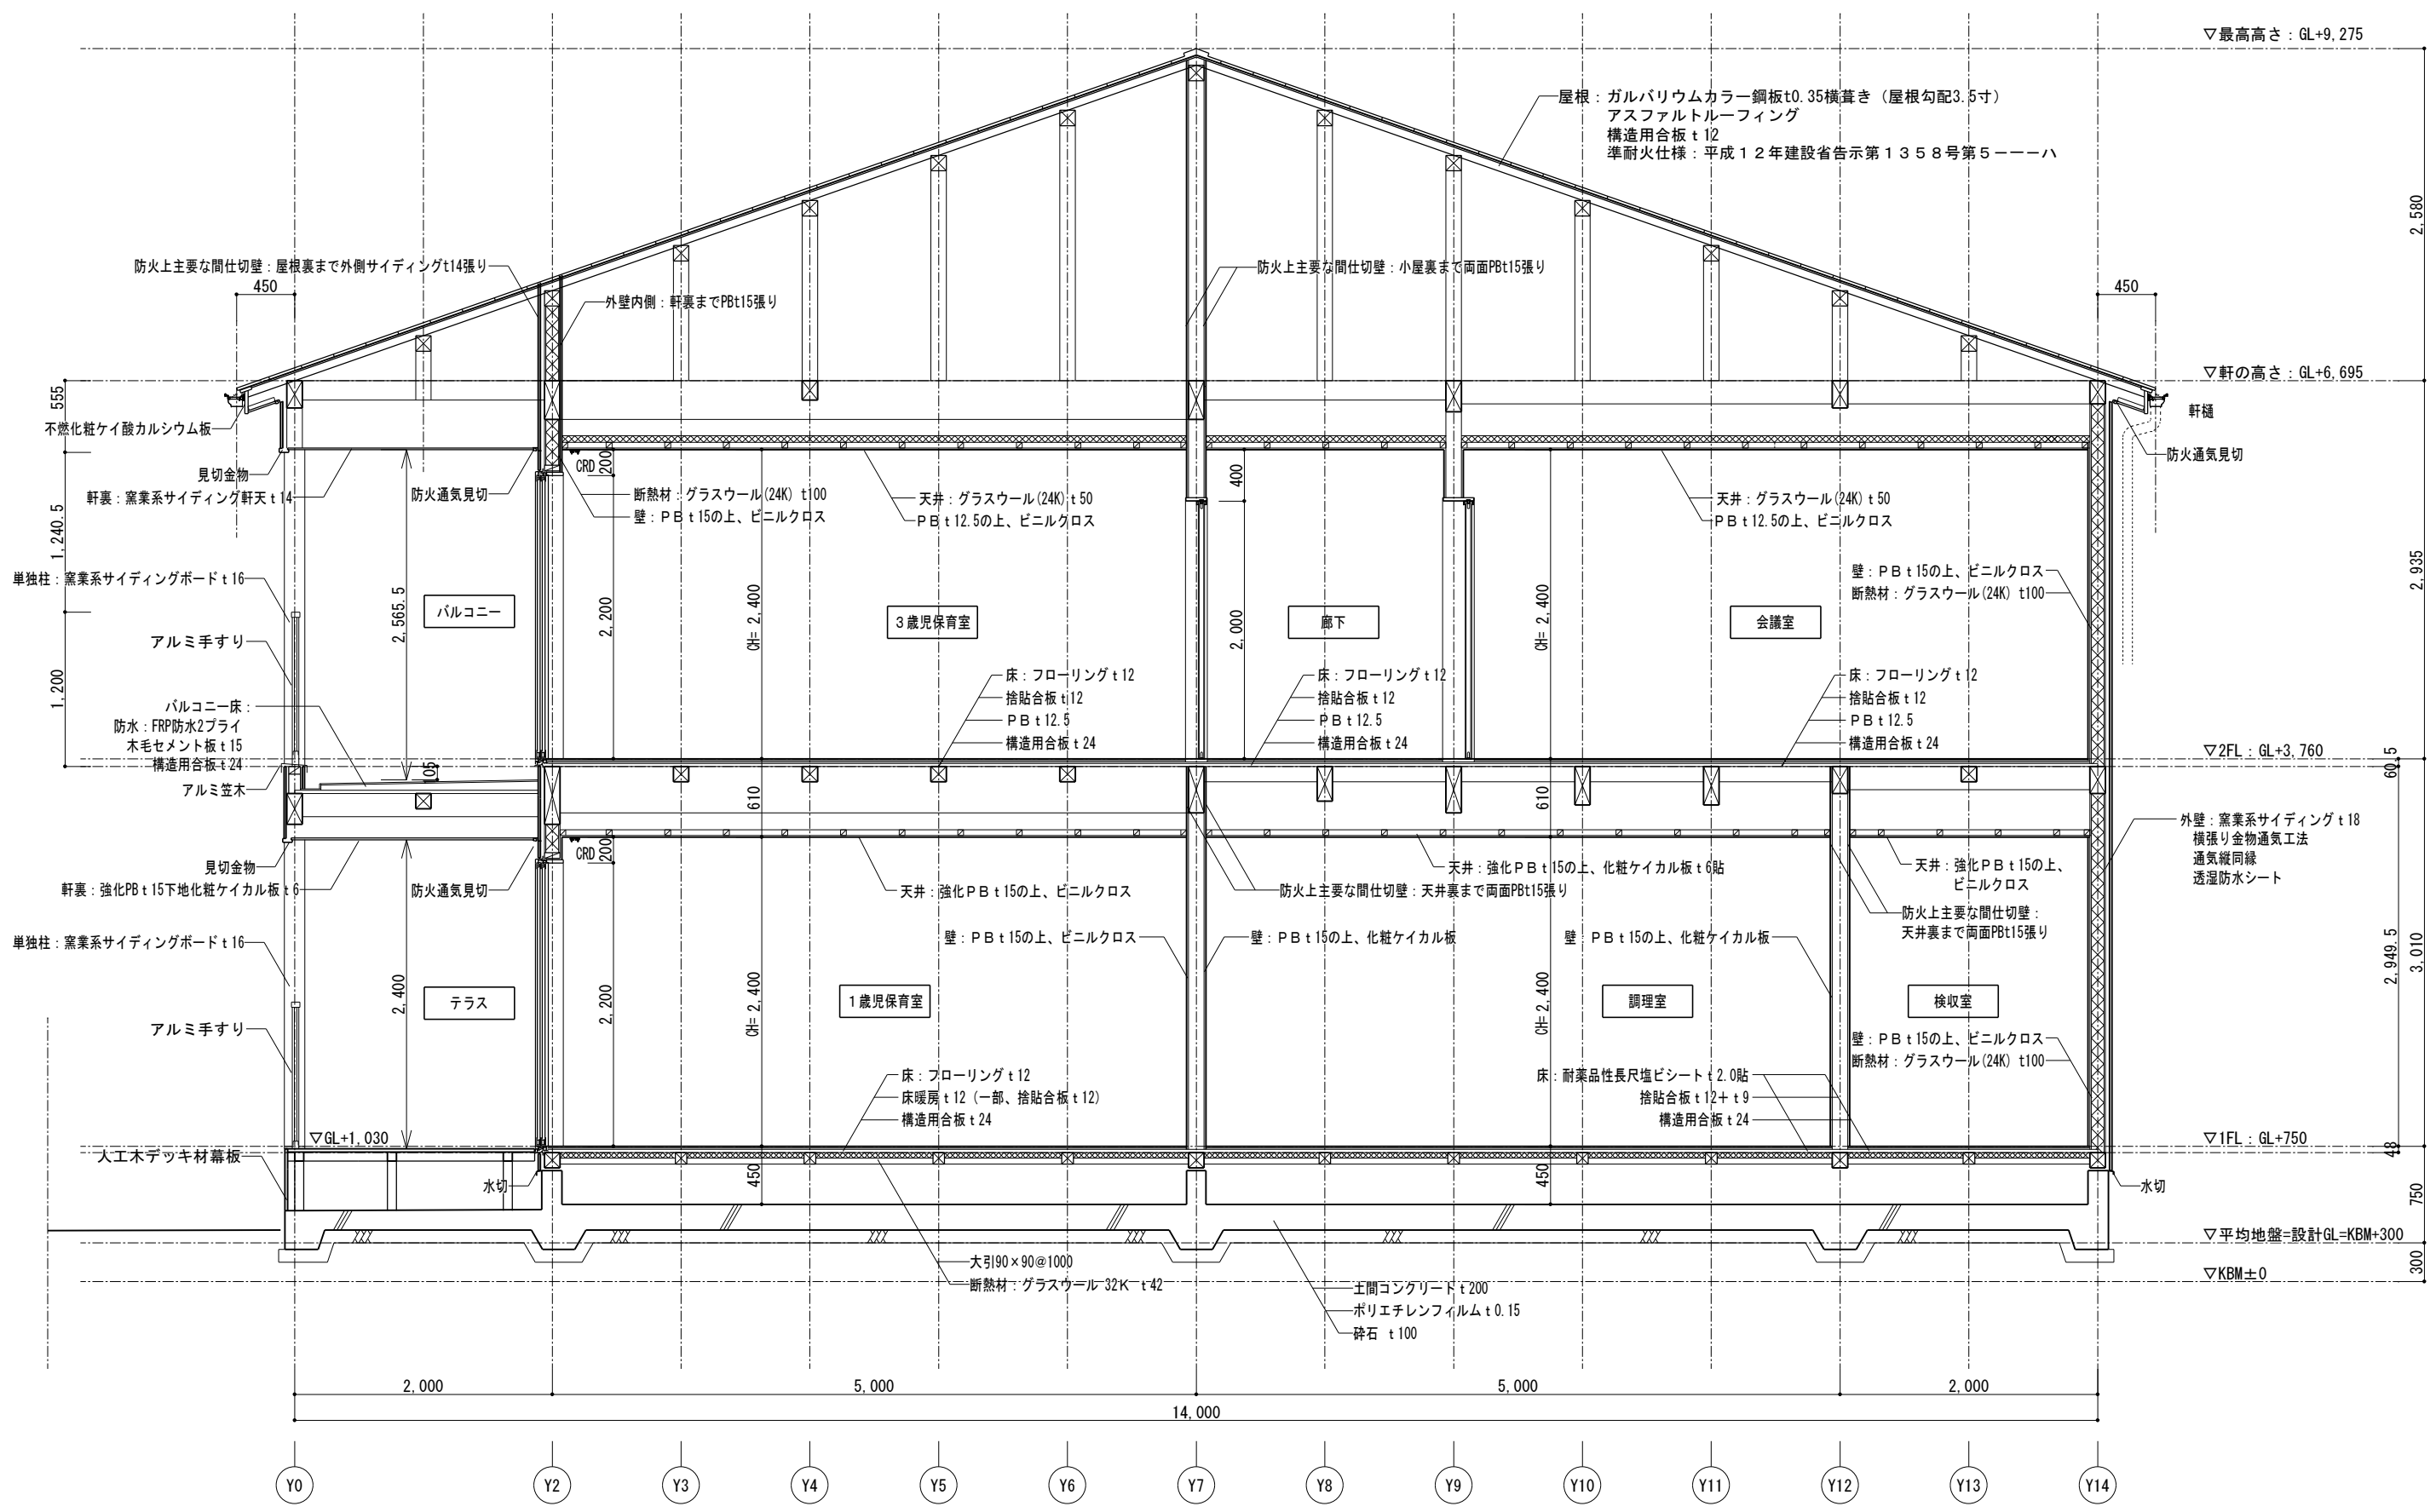 ▽最高高さ：GL+9,275
屋根：ガルバリウムカラー鋼板t0.35横葺き（屋根勾配3.5寸）
アスファルトルーフィング
構造用合板ｔ12
準耐火仕様：平成１２年建設省告示第１３５８号第５ー一ーハ
2,580
防火上主要な間仕切壁：屋根裏まで外側サイディングt14張り
防火上主要な間仕切壁：小屋裏まで両面PBt15張り
450
外壁内側：軒裏までPBt15張り
450
▽軒の高さ：GL+6,695
555
軒樋
不燃化粧ケイ酸カルシウム板
防火通気見切
見切金物
軒裏：窯業系サイディング軒天ｔ14
防火通気見切
CRD
200
断熱材：グラスウール(24K) t100
壁：ＰＢｔ15の上、ビニルクロス
天井：グラスウール(24K)ｔ50
ＰＢｔ12.5の上、ビニルクロス
400
天井：グラスウール(24K)ｔ50
ＰＢｔ12.5の上、ビニルクロス
1,240.5
単独柱：窯業系サイディングボードｔ16
2,565.5
バルコニー
2,200
CH=2,400
３歳児保育室
2,000
廊下
CH=2,400
会議室
壁：ＰＢｔ15の上、ビニルクロス
断熱材：グラスウール(24K) t100
2,935
アルミ手すり
1,200
床：フローリングｔ12
捨貼合板ｔ12
ＰＢｔ12.5
構造用合板ｔ24
床：フローリングｔ12
捨貼合板ｔ12
ＰＢｔ12.5
構造用合板ｔ24
床：フローリングｔ12
捨貼合板ｔ12
ＰＢｔ12.5
構造用合板ｔ24
バルコニー床：
防水：FRP防水2プライ
木毛セメント板ｔ15
構造用合板ｔ24
105
アルミ笠木
▽2FL：GL+3,760
60.5
610
610
外壁：窯業系サイディングｔ18
横張り金物通気工法
通気縦胴縁
透湿防水シート
見切金物
軒裏：強化PBｔ15下地化粧ケイカル板ｔ6
防火通気見切
CRD
200
天井：強化ＰＢｔ15の上、ビニルクロス
天井：強化ＰＢｔ15の上、化粧ケイカル板ｔ6貼
防火上主要な間仕切壁：天井裏まで両面PBt15張り
天井：強化ＰＢｔ15の上、
ビニルクロス
防火上主要な間仕切壁：
天井裏まで両面PBt15張り
単独柱：窯業系サイディングボードｔ16
壁：ＰＢｔ15の上、ビニルクロス
壁：ＰＢｔ15の上、化粧ケイカル板
壁：ＰＢｔ15の上、化粧ケイカル板
2,949.5
3,010
2,400
テラス
2,200
CH=2,400
１歳児保育室
CH=2,400
調理室
検収室
アルミ手すり
壁：ＰＢｔ15の上、ビニルクロス
断熱材：グラスウール(24K) t100
床：フローリングｔ12
床暖房ｔ12（一部、捨貼合板ｔ12）
構造用合板ｔ24
床：耐薬品性長尺塩ビシートｔ2.0貼
捨貼合板ｔ12＋ｔ9
構造用合板ｔ24
▽GL+1,030
▽1FL：GL+750
48
人工木デッキ材幕板
水切
450
450
水切
750
▽平均地盤=設計GL=KBM+300
大引90×90@1000
断熱材：グラスウール 32Ｋ ｔ42
300
▽KBM±0
土間コンクリートｔ200
ポリエチレンフィルムｔ0.15
砕石 ｔ100
2,000
5,000
5,000
2,000
14,000
Y0
Y2
Y3
Y4
Y5
Y6
Y7
Y8
Y9
Y10
Y11
Y12
Y13
Y14